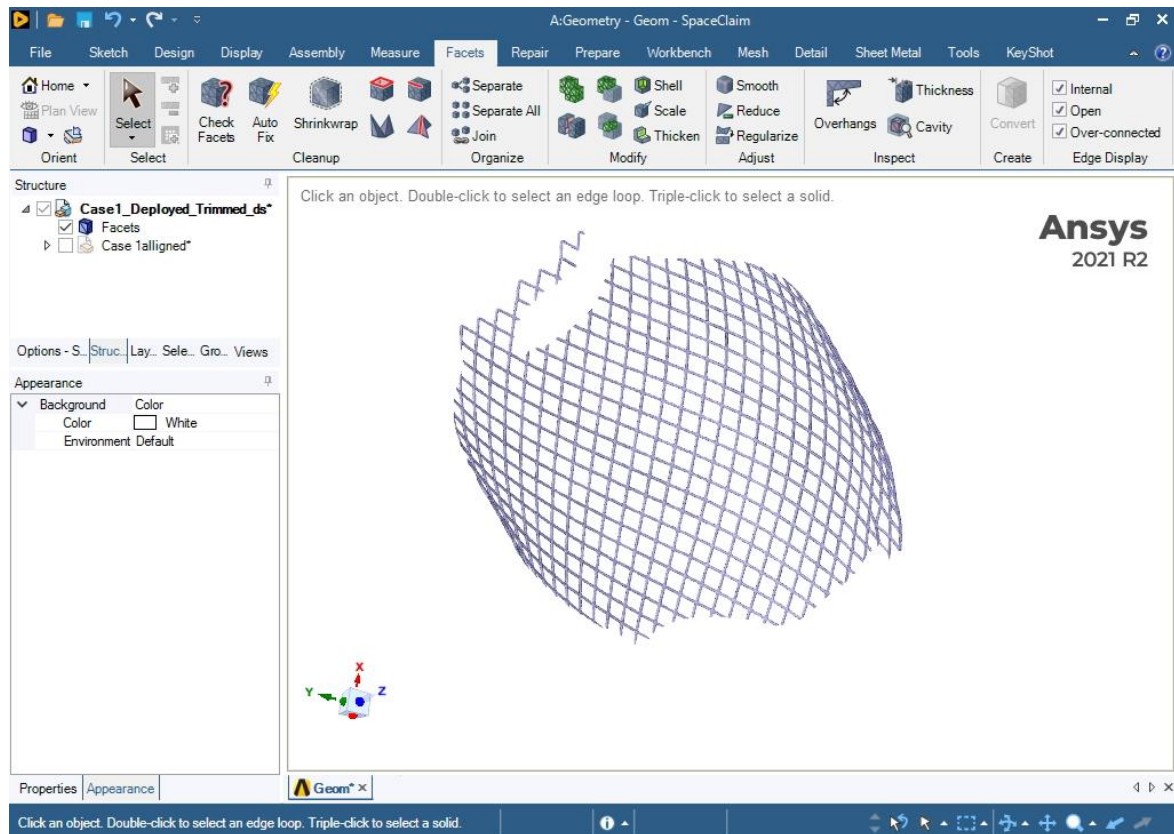 A:Geometry - Geom - SpaceClaim
File Sketch Design Display Assembly Measure Facets Repair Prepare Workbench Mesh Detail Sheet Metal Tools KeyShot
Home
Plan View
Orient
Select
Select
Check Facets
Auto Fix
Shrinkwrap
Cleanup
Separate
Separate All
Join
Organize
Shell
Scale
Thicken
Modify
Smooth
Reduce
Regularize
Adjust
Overhangs
Thickness
Cavity
Inspect
Convert
Create
Internal
Open
Over-connected
Edge Display
Structure
Case1_Deployed_Trimmed_ds*
Facets
Case 1alligned*
Options - S... Struc... Lay... Sele... Gro... Views
Appearance
Background Color
Color White
Environment Default
Properties Appearance
Click an object. Double-click to select an edge loop. Triple-click to select a solid.
Ansys
2021 R2
X
Y
Z
Geom*
Click an object. Double-click to select an edge loop. Triple-click to select a solid.